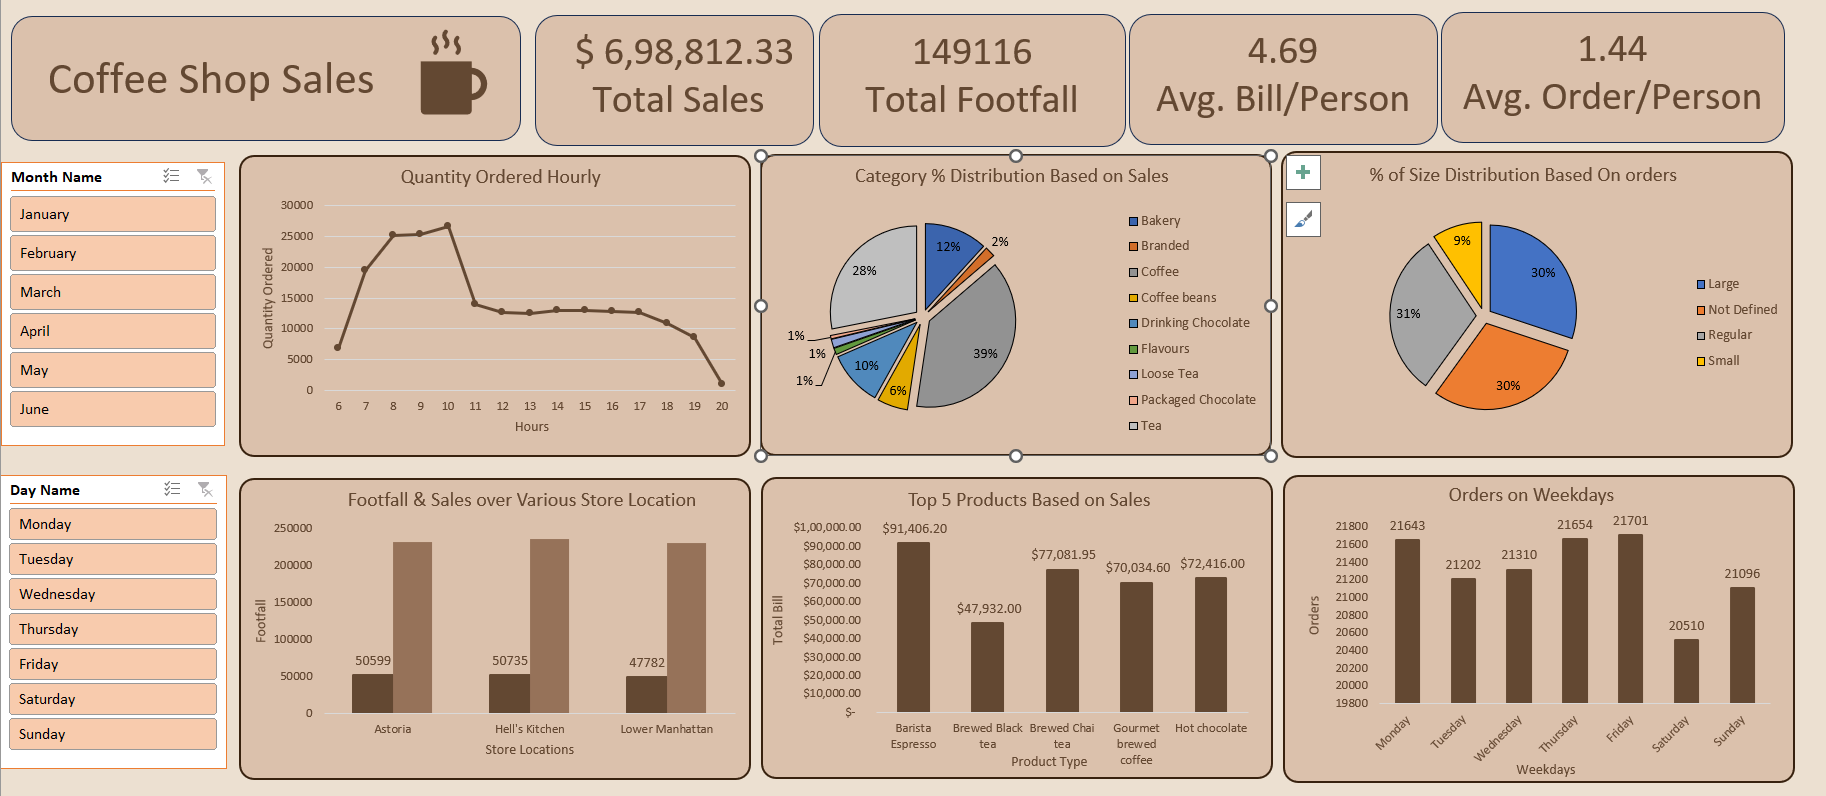 Coffee Shop Sales
$ 6,98,812.33
Total Sales
149116
Total Footfall
4.69
Avg. Bill/Person
1.44
Avg. Order/Person
Month Name
January
February
March
April
May
June
Day Name
Monday
Tuesday
Wednesday
Thursday
Friday
Saturday
Sunday
Quantity Ordered Hourly
Quantity Ordered
30000
25000
20000
15000
10000
5000
0
6 7 8 9 10 11 12 13 14 15 16 17 18 19 20
Hours
Category % Distribution Based on Sales
12%
2%
39%
6%
10%
1%
1%
1%
28%
Bakery
Branded
Coffee
Coffee beans
Drinking Chocolate
Flavours
Loose Tea
Packaged Chocolate
Tea
% of Size Distribution Based On orders
30%
30%
31%
9%
Large
Not Defined
Regular
Small
Footfall & Sales over Various Store Location
Footfall
250000
200000
150000
100000
50000
0
50599
50735
47782
Astoria
Hell's Kitchen
Lower Manhattan
Store Locations
Top 5 Products Based on Sales
Total Bill
$1,00,000.00
$90,000.00
$80,000.00
$70,000.00
$60,000.00
$50,000.00
$40,000.00
$30,000.00
$20,000.00
$10,000.00
$-
$91,406.20
$47,932.00
$77,081.95
$70,034.60
$72,416.00
Barista
Espresso
Brewed Black
tea
Brewed Chai
tea
Gourmet
brewed
coffee
Hot chocolate
Product Type
Orders on Weekdays
Orders
21800
21600
21400
21200
21000
20800
20600
20400
20200
20000
19800
21643
21202
21310
21654
21701
20510
21096
Monday
Tuesday
Wednesday
Thursday
Friday
Saturday
Sunday
Weekdays